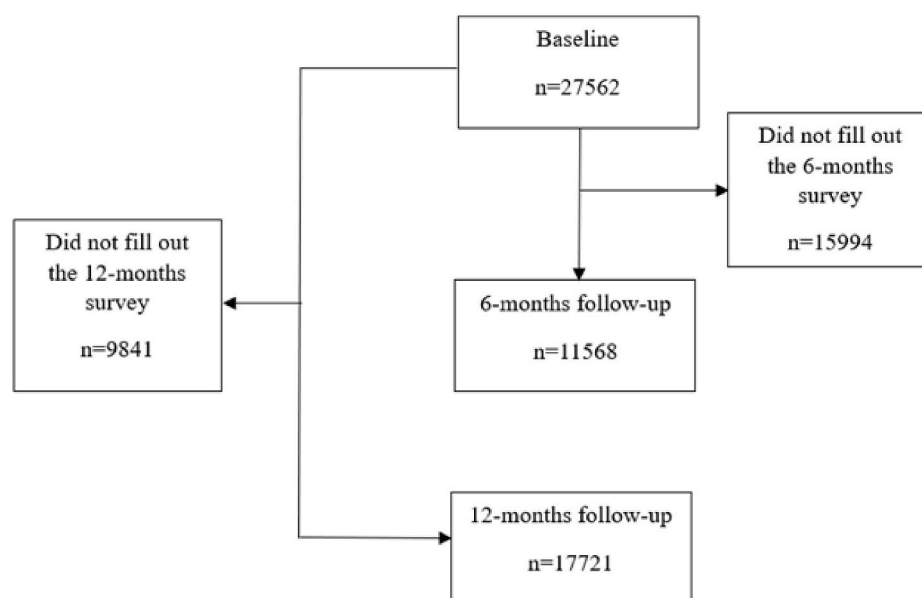 Baseline
n=27562
Did not fill out
the 6-months
survey
n=15994
Did not fill out
the 12-months
survey
n=9841
6-months follow-up
n=11568
12-months follow-up
n=17721